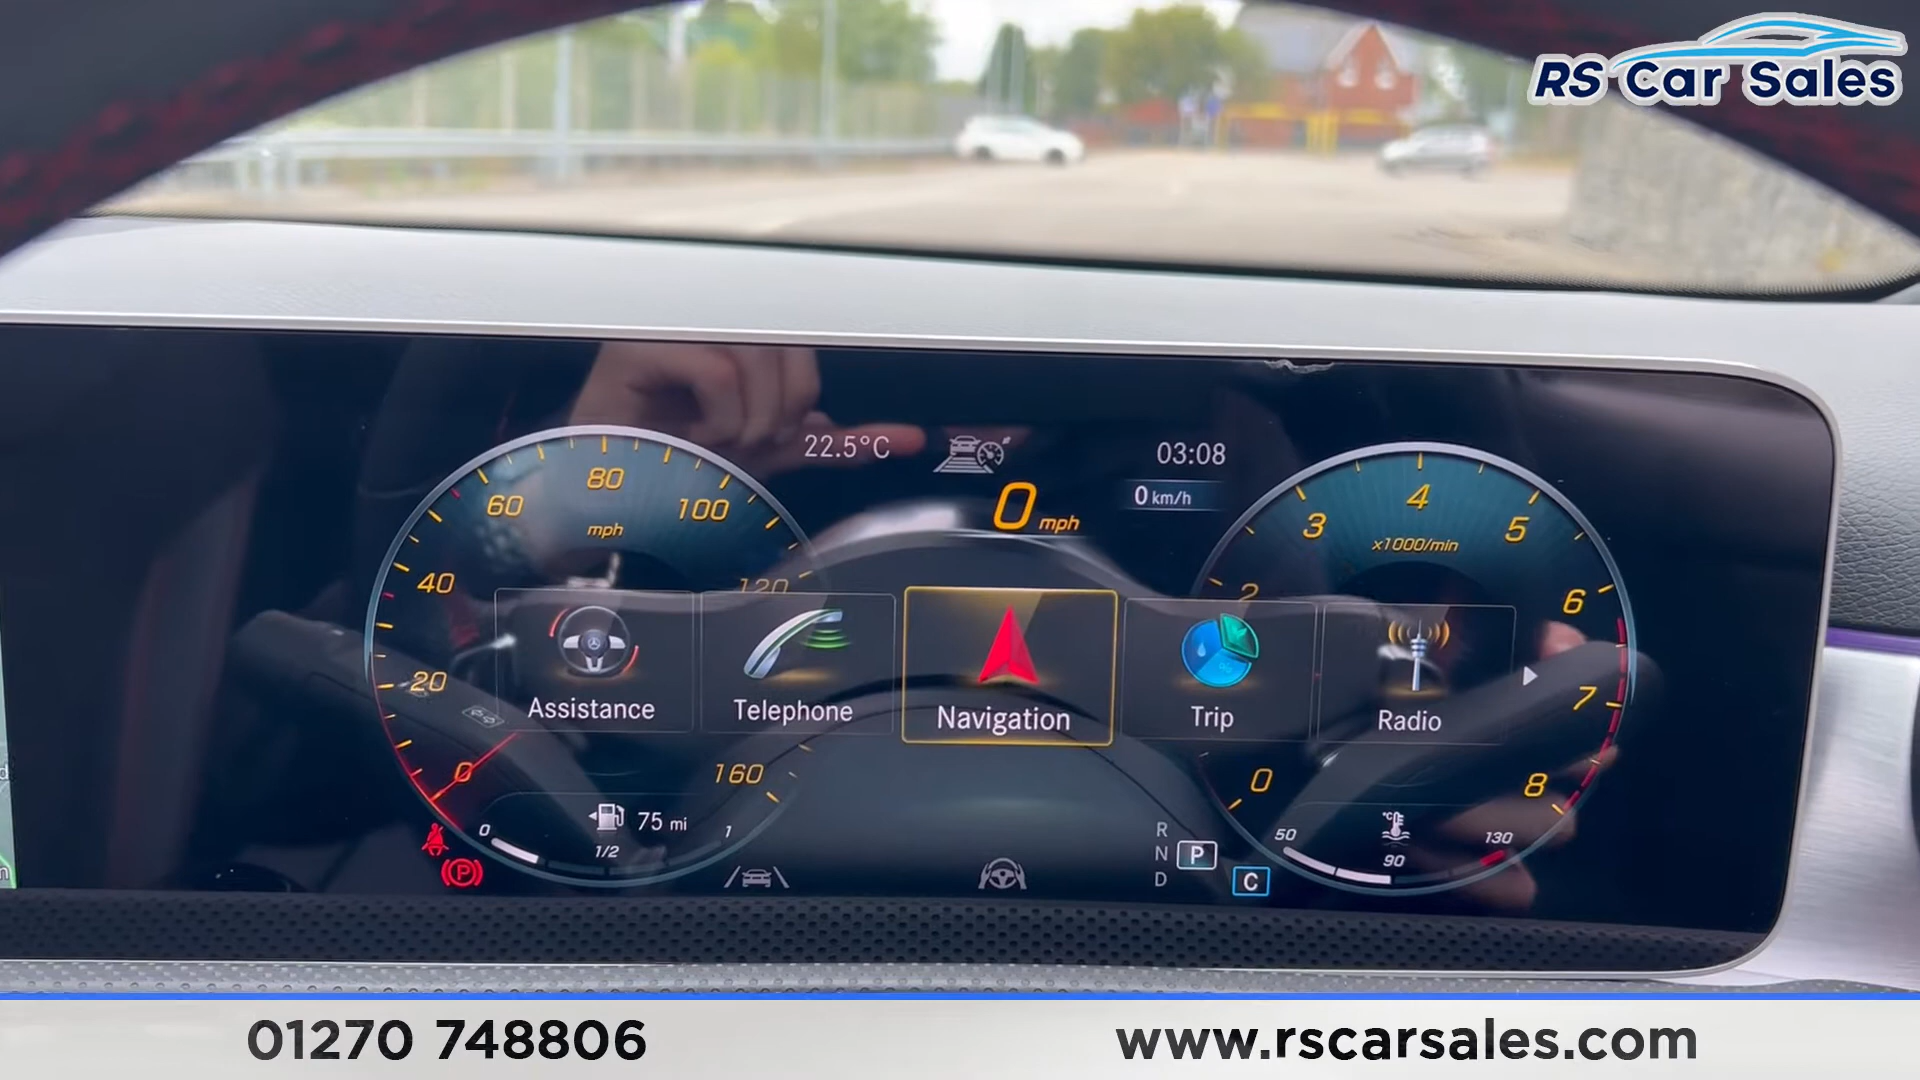 RS Car Sales
22.5°C
03:08
0 mph
0 km/h
80
60
100
mph
40
120
20
0
160
4
3
5
x1000/min
2
6
7
0
8
Assistance
Telephone
Navigation
Trip
Radio
75 mi
0
1
1/2
P
R
N
P
D
C
°C
50
130
90
01270 748806
www.rscarsales.com